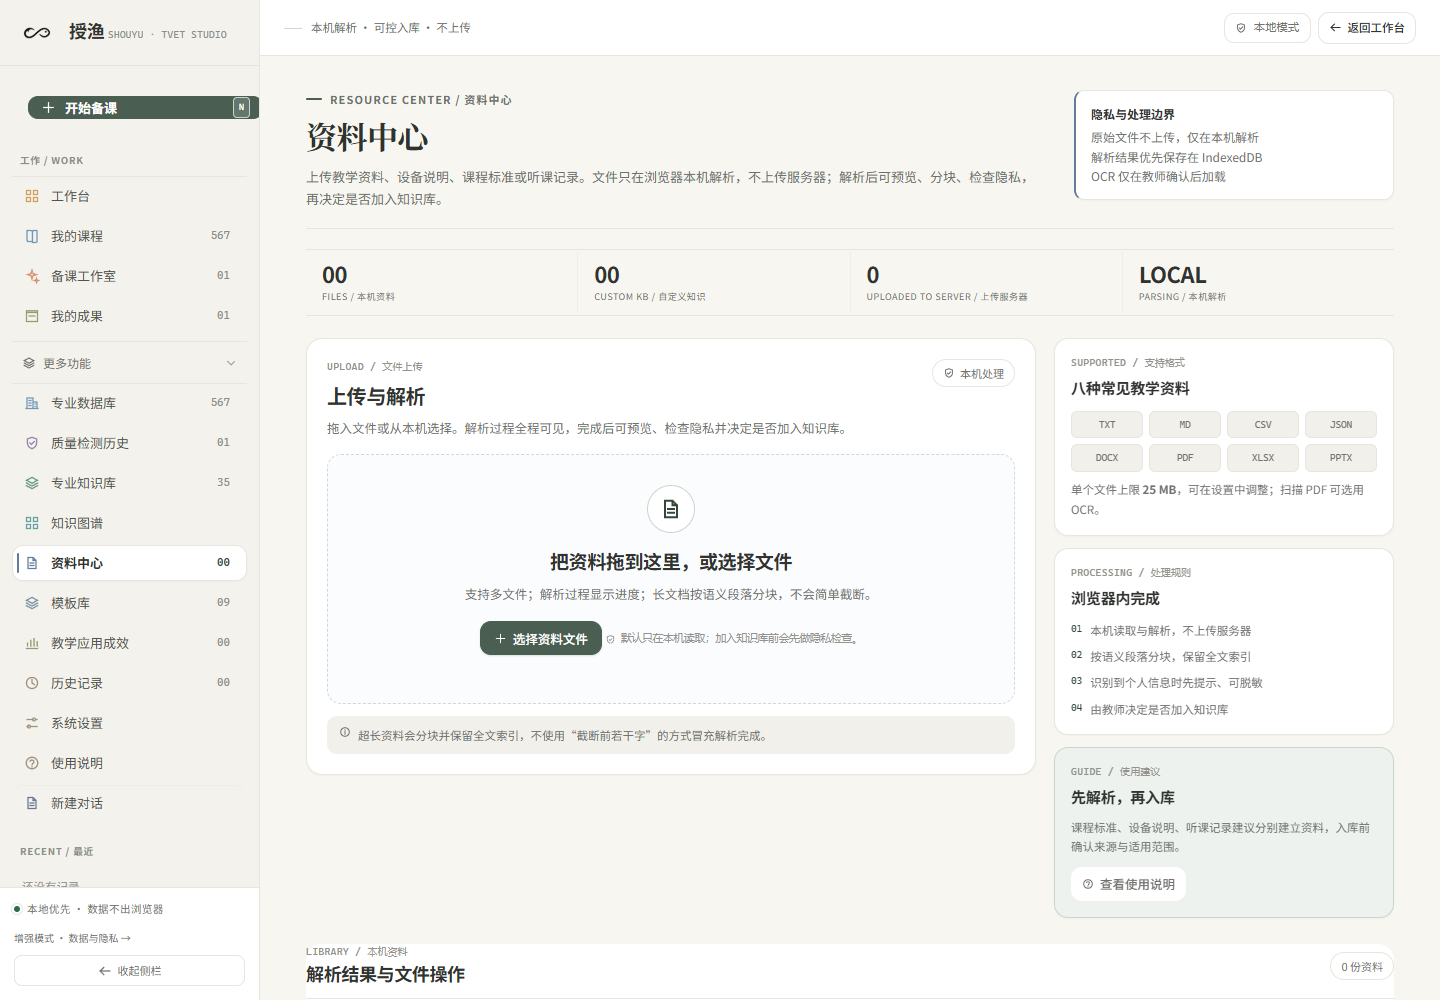 授渔 SHOUYU · TVET STUDIO
开始备课 N
工作 / WORK
工作台
我的课程 567
备课工作室 01
我的成果 01
更多功能
专业数据库 567
质量检测历史 01
专业知识库 35
知识图谱
资料中心 00
模板库 09
教学应用成效 00
历史记录 00
系统设置
使用说明
新建对话
RECENT / 最近
还没有记录
本地优先 · 数据不出浏览器
增强模式 · 数据与隐私 →
← 收起侧栏
本机解析 · 可控入库 · 不上传
本地模式
← 返回工作台
RESOURCE CENTER / 资料中心
资料中心
上传教学资料、设备说明、课程标准或听课记录。文件只在浏览器本机解析，不上传服务器；解析后可预览、分块、检查隐私，
再决定是否加入知识库。
隐私与处理边界
原始文件不上传，仅在本机解析
解析结果优先保存在 IndexedDB
OCR 仅在教师确认后加载
00
FILES / 本机资料
00
CUSTOM KB / 自定义知识
0
UPLOADED TO SERVER / 上传服务器
LOCAL
PARSING / 本机解析
UPLOAD / 文件上传
上传与解析
本机处理
拖入文件或从本机选择。解析过程全程可见，完成后可预览、检查隐私并决定是否加入知识库。
把资料拖到这里，或选择文件
支持多文件；解析过程显示进度；长文档按语义段落分块，不会简单截断。
＋ 选择资料文件
默认只在本机读取；加入知识库前会先做隐私检查。
超长资料会分块并保留全文索引，不使用“截断前若干字”的方式冒充解析完成。
SUPPORTED / 支持格式
八种常见教学资料
TXT MD CSV JSON
DOCX PDF XLSX PPTX
单个文件上限 25 MB，可在设置中调整；扫描 PDF 可选用
OCR。
PROCESSING / 处理规则
浏览器内完成
01 本机读取与解析，不上传服务器
02 按语义段落分块，保留全文索引
03 识别到个人信息时先提示、可脱敏
04 由教师决定是否加入知识库
GUIDE / 使用建议
先解析，再入库
课程标准、设备说明、听课记录建议分别建立资料，入库前
确认来源与适用范围。
查看使用说明
LIBRARY / 本机资料
解析结果与文件操作
0 份资料